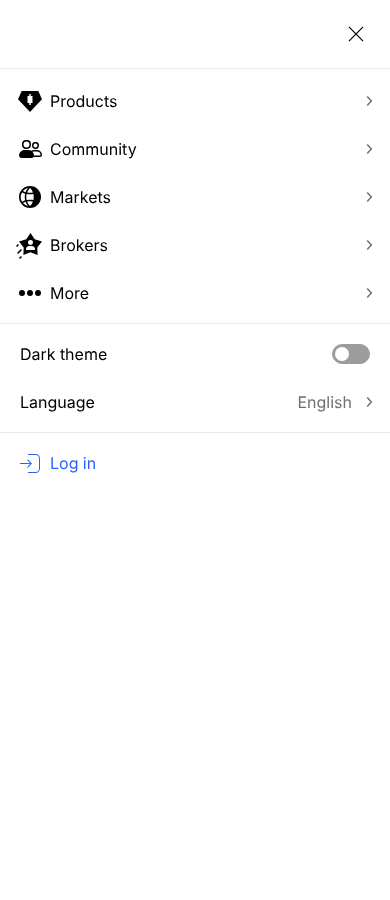 Products
Community
Markets
Brokers
More
Dark theme
Language English
Log in